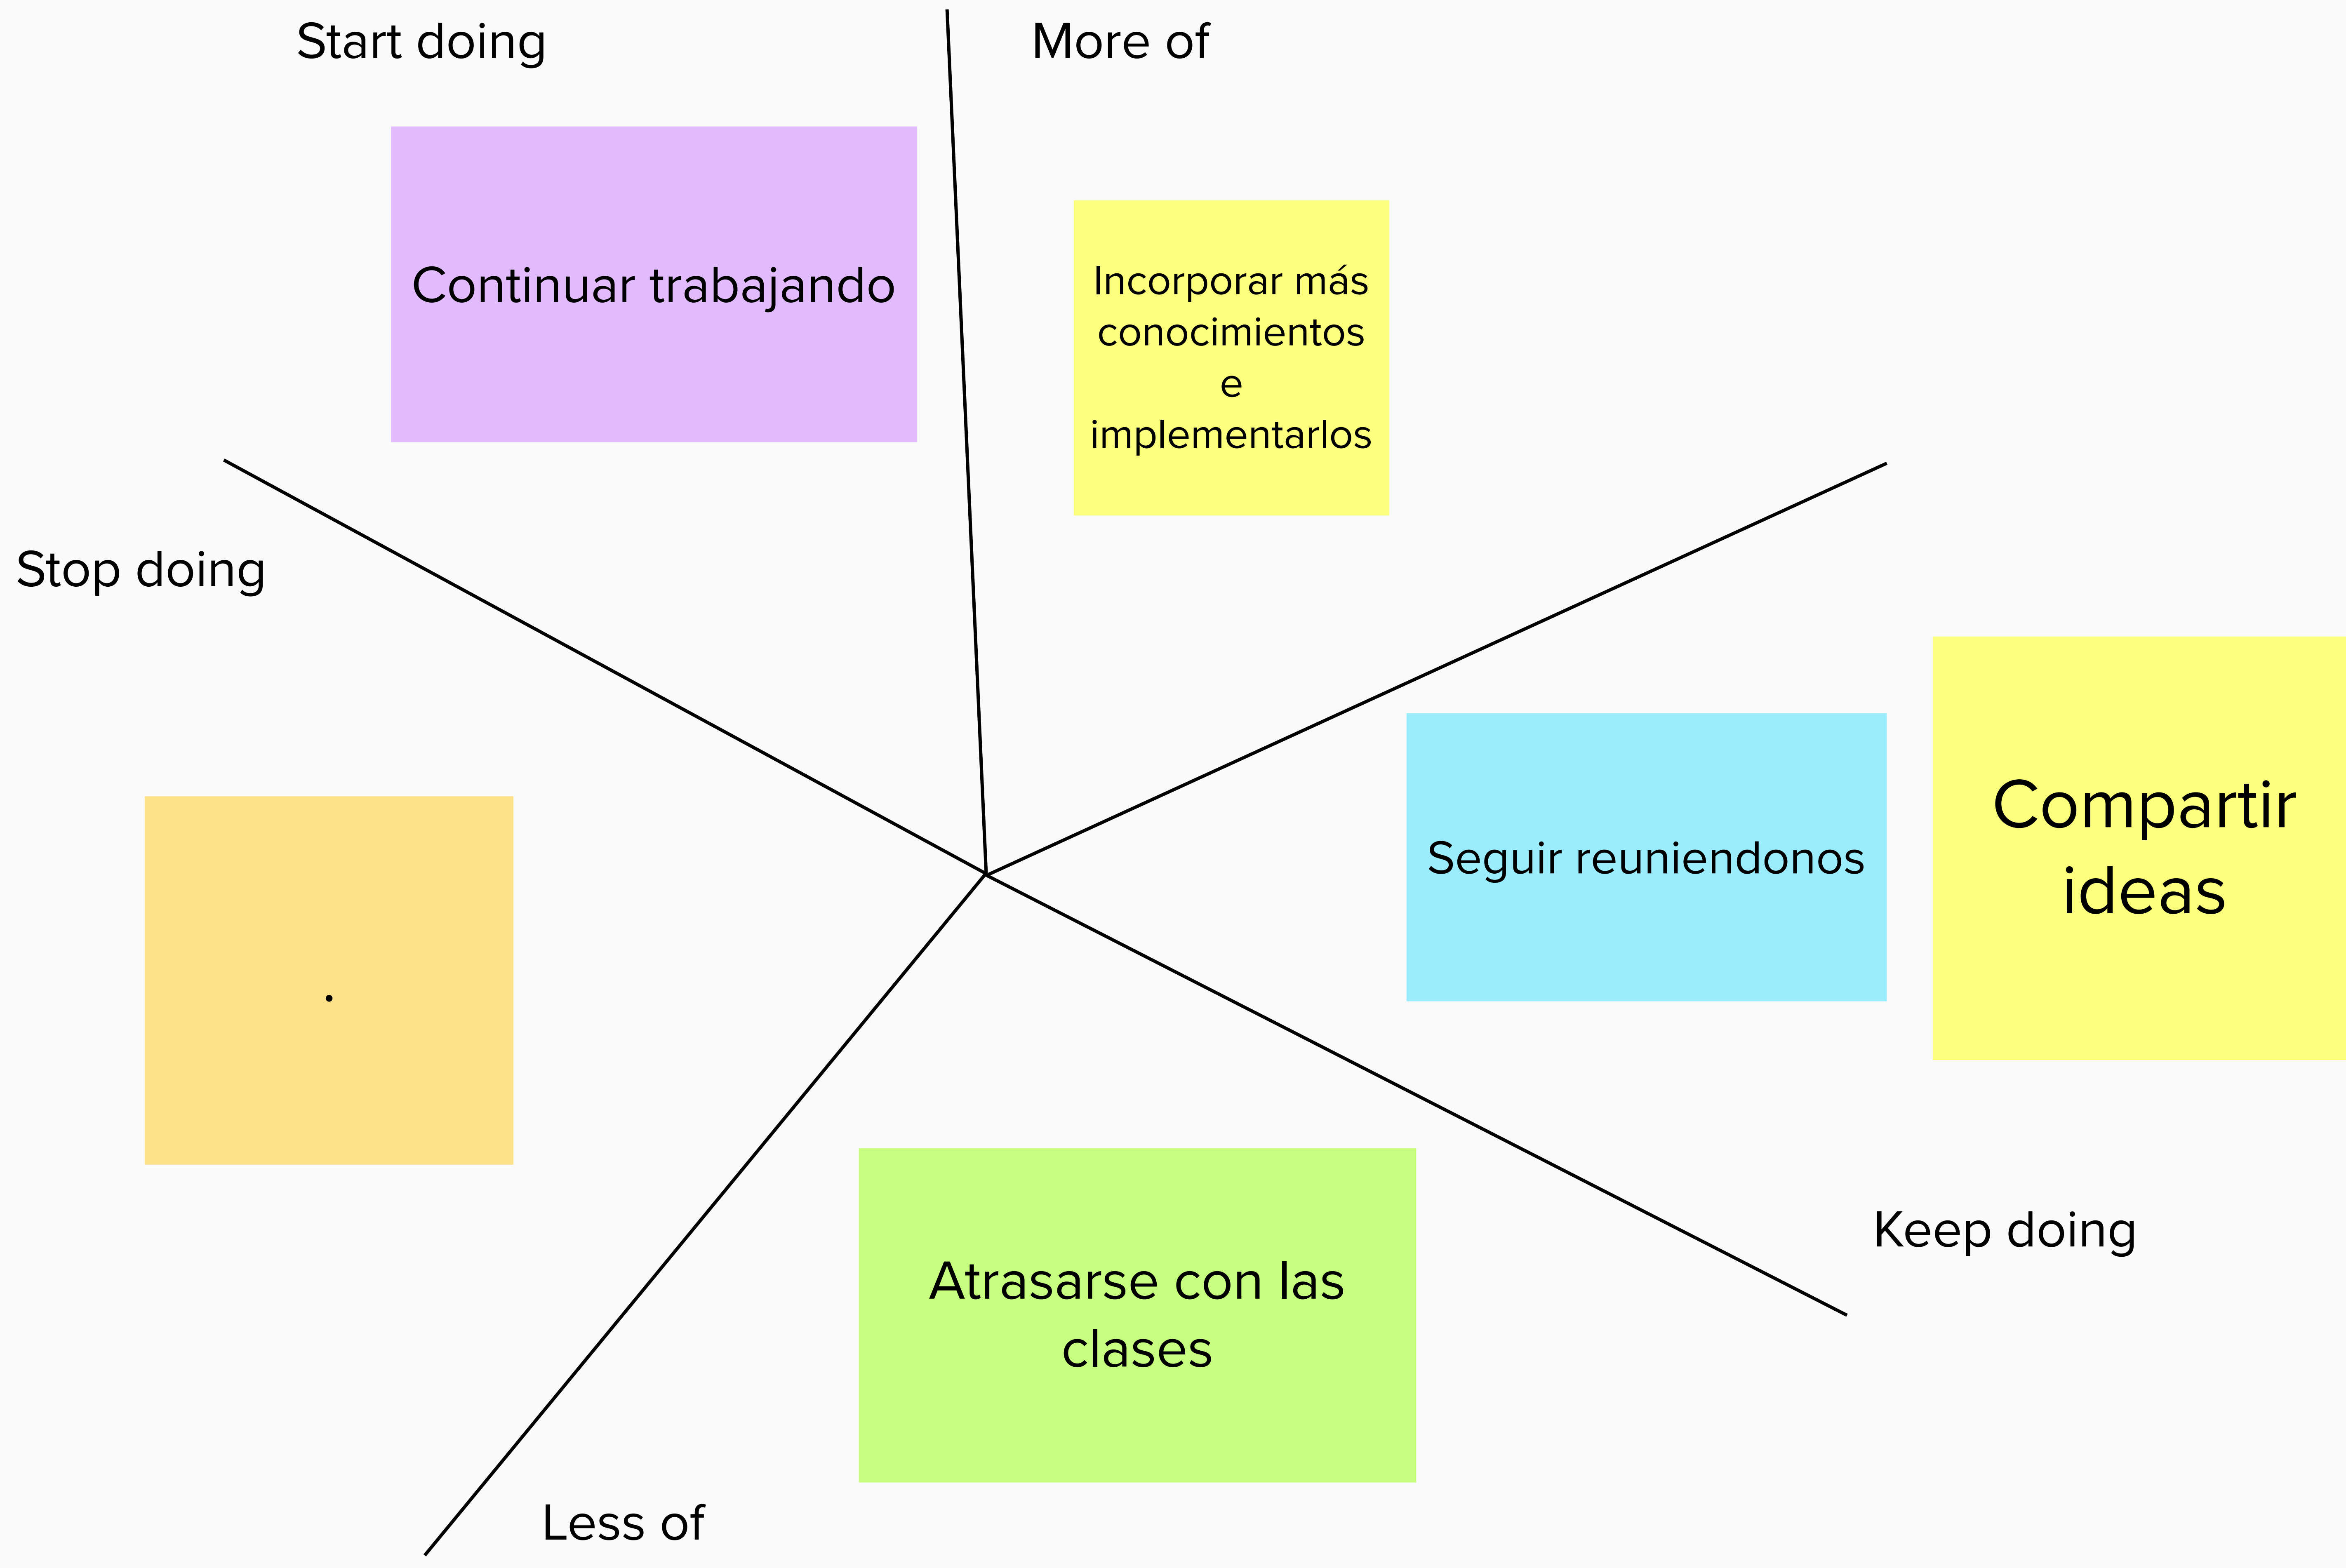 Start doing
More of
Continuar trabajando
Incorporar más
conocimientos
e
implementarlos
Stop doing
Seguir reuniendonos
Compartir
ideas
.
Keep doing
Atrasarse con las
clases
Less of